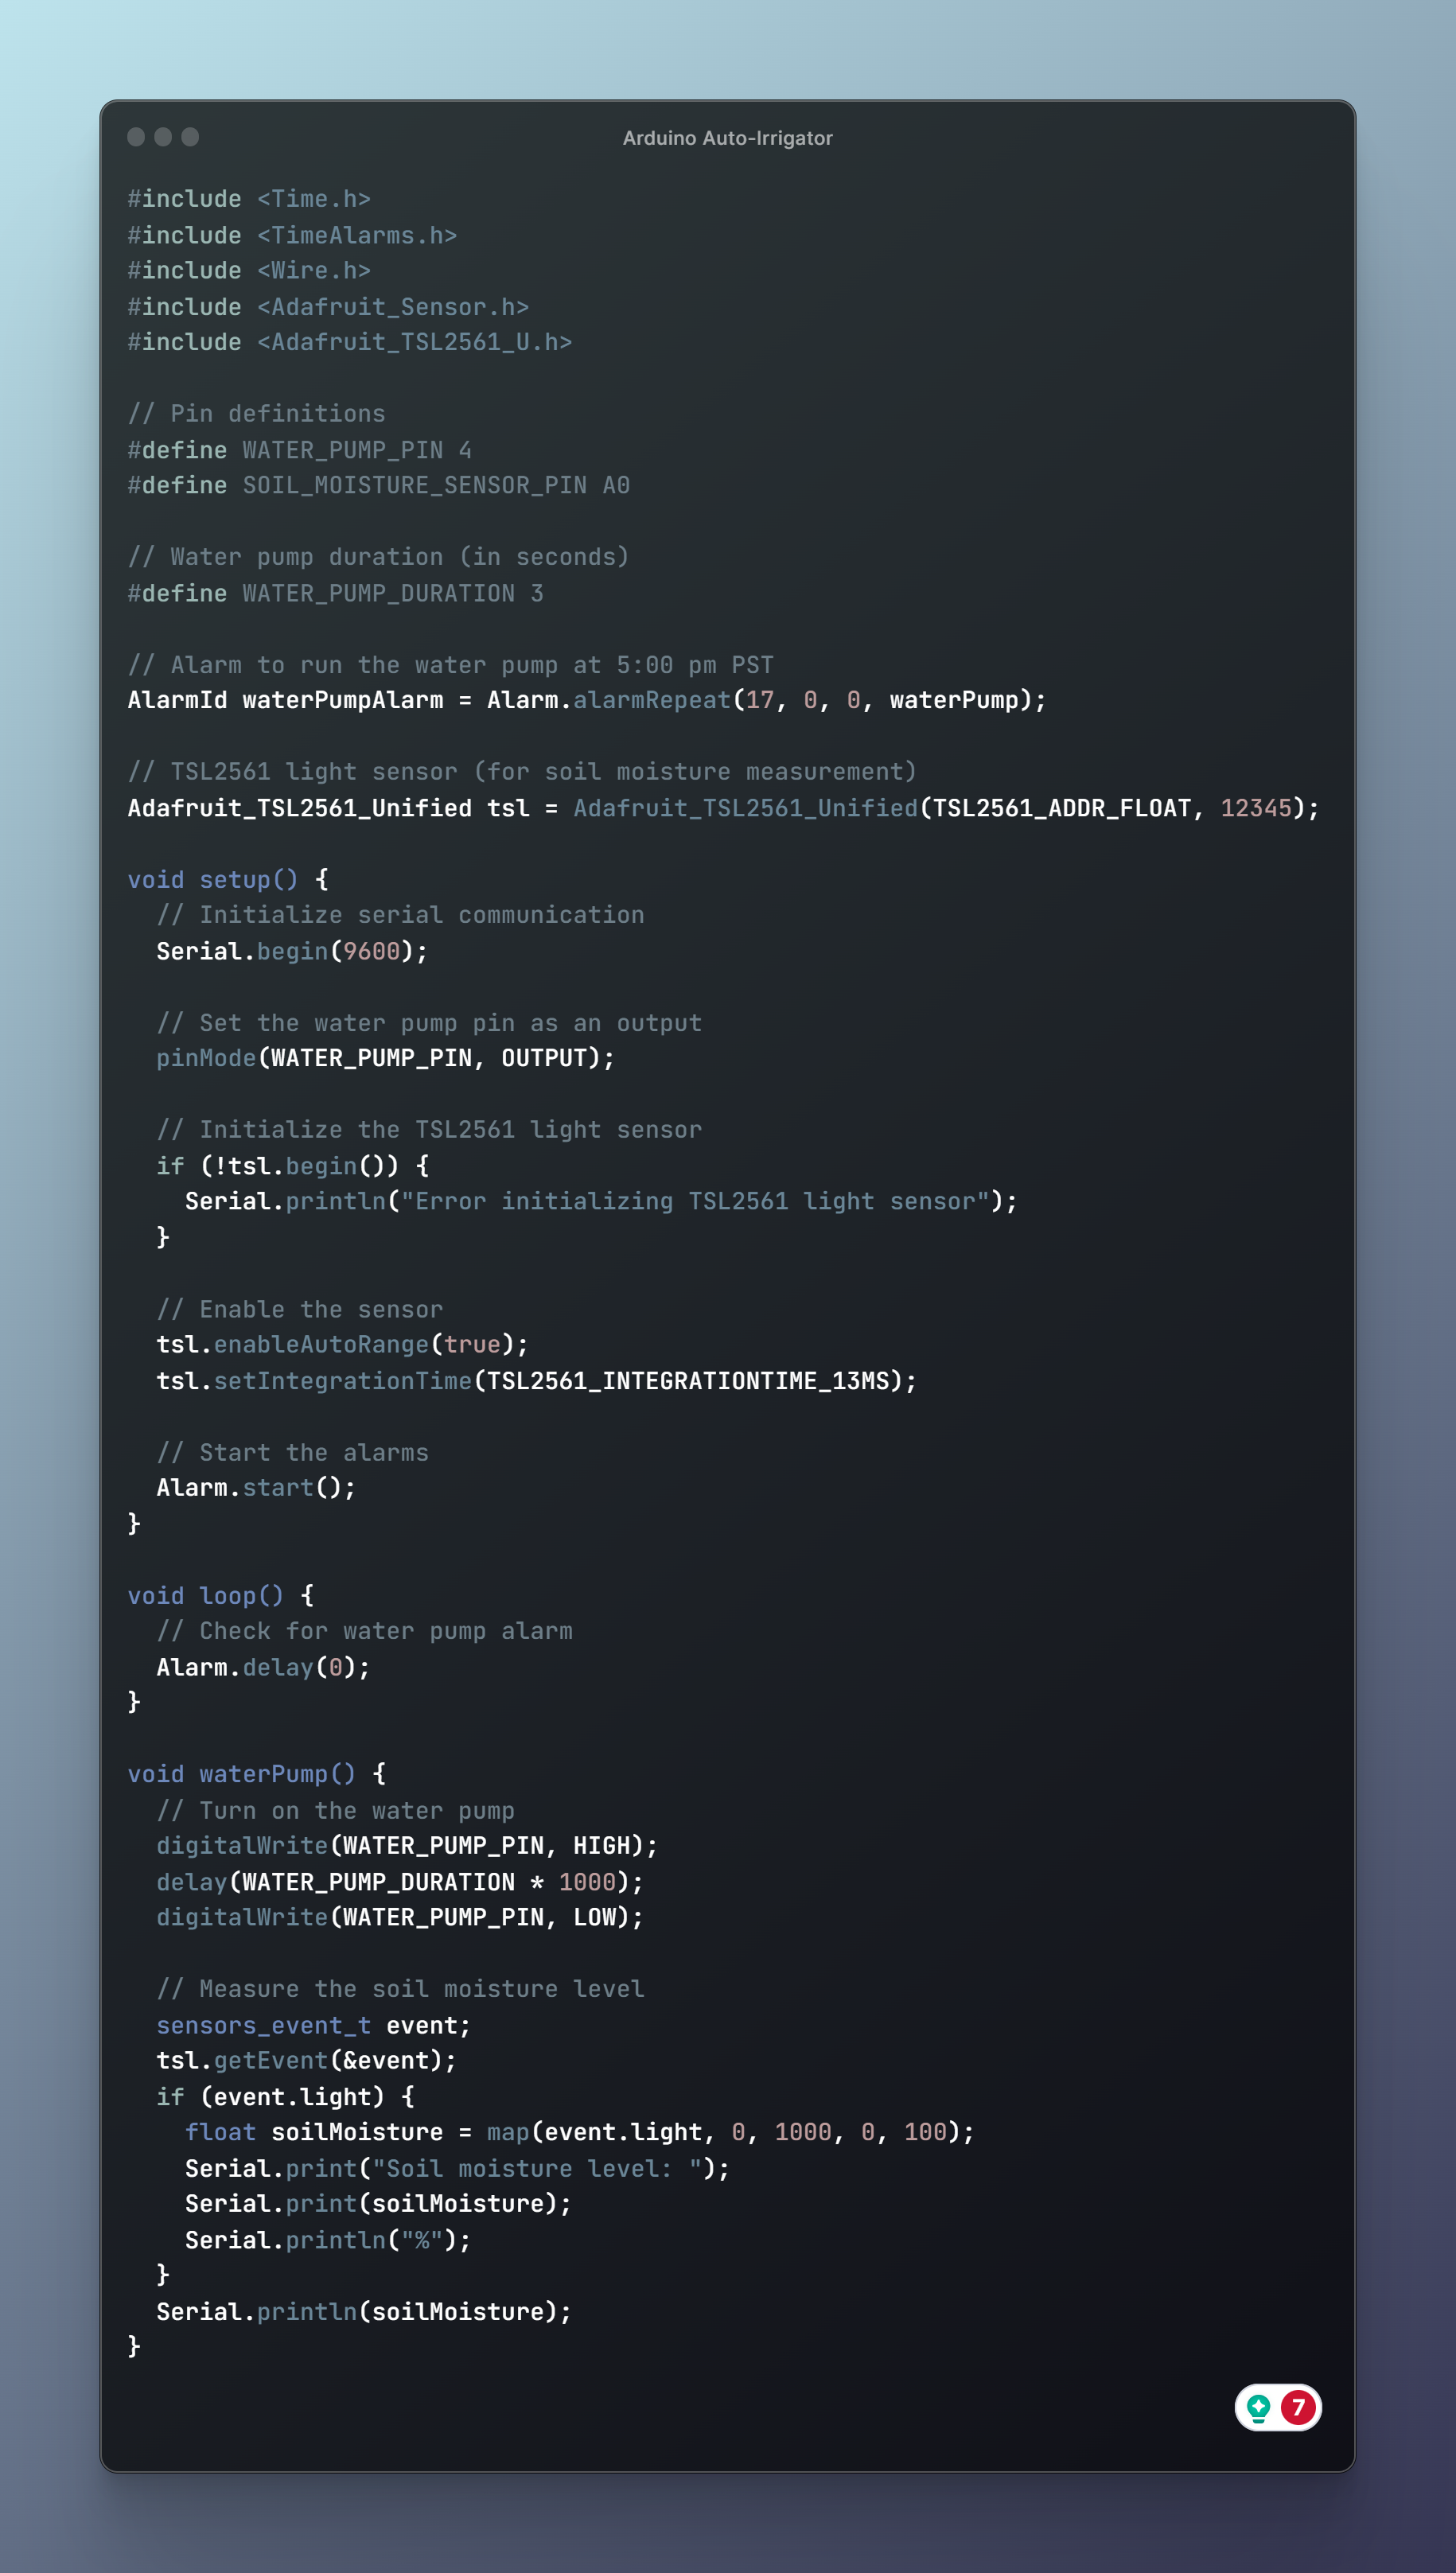 Arduino Auto-Irrigator
#include <Time.h>
#include <TimeAlarms.h>
#include <Wire.h>
#include <Adafruit_Sensor.h>
#include <Adafruit_TSL2561_U.h>
// Pin definitions
#define WATER_PUMP_PIN 4
#define SOIL_MOISTURE_SENSOR_PIN A0
// Water pump duration (in seconds)
#define WATER_PUMP_DURATION 3
// Alarm to run the water pump at 5:00 pm PST
AlarmId waterPumpAlarm = Alarm.alarmRepeat(17, 0, 0, waterPump);
// TSL2561 light sensor (for soil moisture measurement)
Adafruit_TSL2561_Unified tsl = Adafruit_TSL2561_Unified(TSL2561_ADDR_FLOAT, 12345);
void setup() {
  // Initialize serial communication
  Serial.begin(9600);
  // Set the water pump pin as an output
  pinMode(WATER_PUMP_PIN, OUTPUT);
  // Initialize the TSL2561 light sensor
  if (!tsl.begin()) {
    Serial.println("Error initializing TSL2561 light sensor");
  }
  // Enable the sensor
  tsl.enableAutoRange(true);
  tsl.setIntegrationTime(TSL2561_INTEGRATIONTIME_13MS);
  // Start the alarms
  Alarm.start();
}
void loop() {
  // Check for water pump alarm
  Alarm.delay(0);
}
void waterPump() {
  // Turn on the water pump
  digitalWrite(WATER_PUMP_PIN, HIGH);
  delay(WATER_PUMP_DURATION * 1000);
  digitalWrite(WATER_PUMP_PIN, LOW);
  // Measure the soil moisture level
  sensors_event_t event;
  tsl.getEvent(&event);
  if (event.light) {
    float soilMoisture = map(event.light, 0, 1000, 0, 100);
    Serial.print("Soil moisture level: ");
    Serial.print(soilMoisture);
    Serial.println("%");
  }
  Serial.println(soilMoisture);
}
7